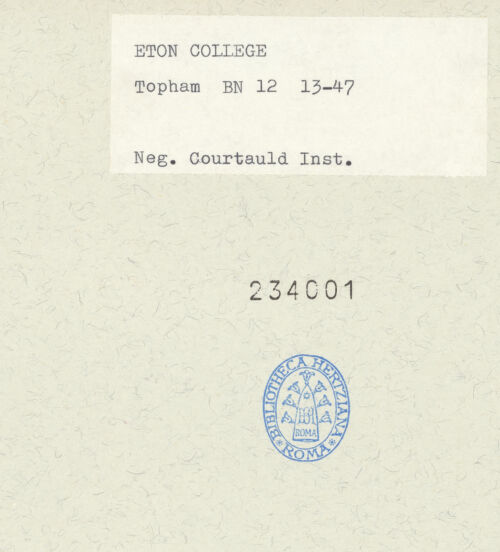 ETON COLLEGE
Topham BN 12 13-47
Neg. Courtauld Inst.
234001
BIBLIOTHECA HERTZIANA
ROMA
ROMA